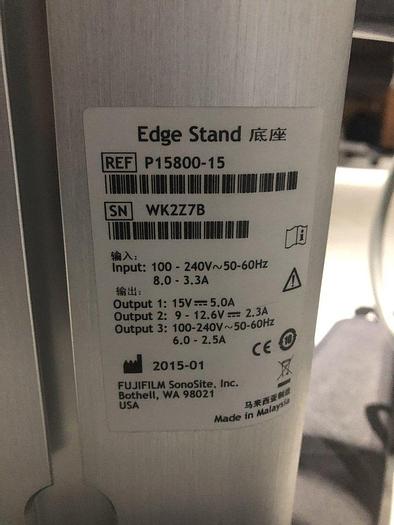 Edge Stand 底座
REF P15800-15
SN WK2Z7B
输入:
Input: 100 - 240V~50-60Hz
8.0 - 3.3A
输出:
Output 1: 15V⎓5.0A
Output 2: 9 - 12.6V⎓2.3A
Output 3: 100-240V~50-60Hz
6.0 - 2.5A
CE 10
2015-01
FUJIFILM SonoSite, Inc.
Bothell, WA 98021
USA
马来西亚制造
Made in Malaysia